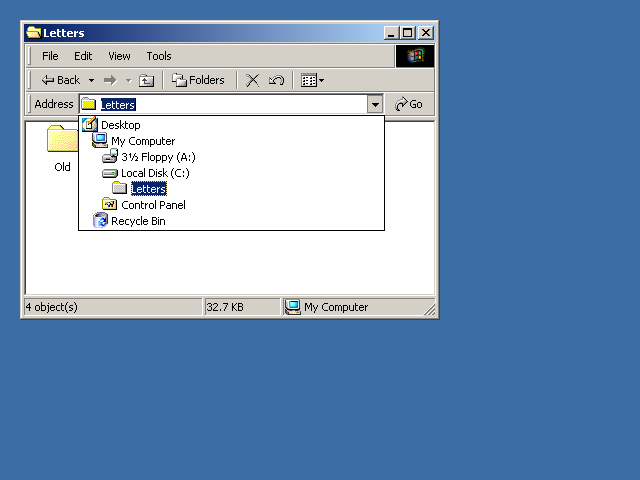 Letters
File Edit View Tools
Back Folders
Address Letters Go
Desktop
My Computer
3½ Floppy (A:)
Local Disk (C:)
Letters
Control Panel
Recycle Bin
Old
4 object(s) 32.7 KB My Computer